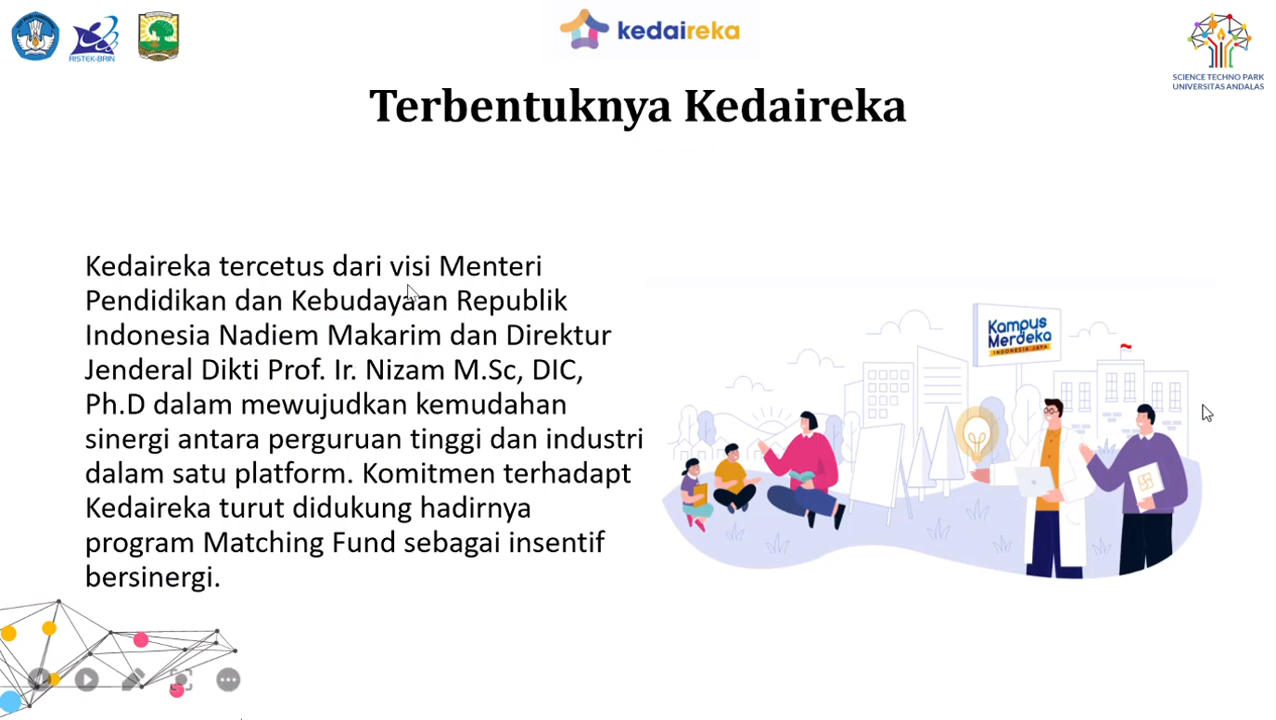 RISTEK-BRIN
kedaireka
SCIENCE TECHNO PARK
UNIVERSITAS ANDALAS
Terbentuknya Kedaireka
Kedaireka tercetus dari visi Menteri
Pendidikan dan Kebudayaan Republik
Indonesia Nadiem Makarim dan Direktur
Jenderal Dikti Prof. Ir. Nizam M.Sc, DIC,
Ph.D dalam mewujudkan kemudahan
sinergi antara perguruan tinggi dan industri
dalam satu platform. Komitmen terhadapt
Kedaireka turut didukung hadirnya
program Matching Fund sebagai insentif
bersinergi.
Kampus
Merdeka
INDONESIA JAYA